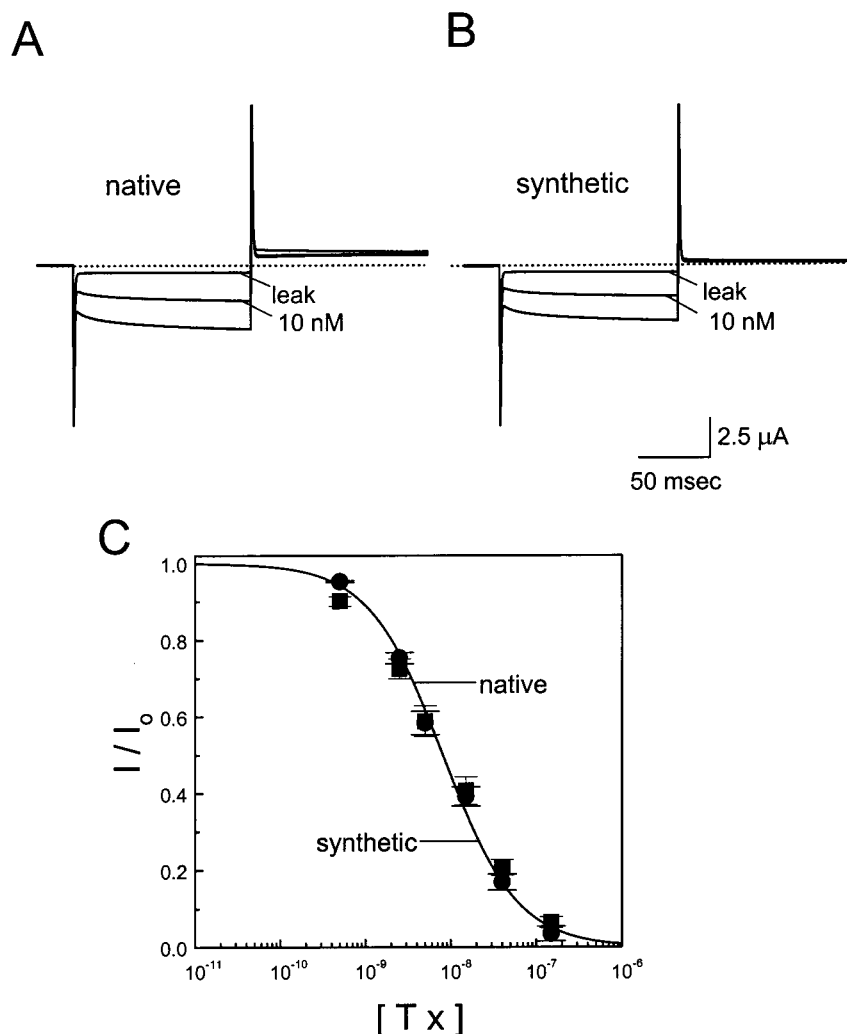 A
B
native
synthetic
leak
10 nM
leak
10 nM
2.5 µA
50 msec
C
1.0
0.8
0.6
0.4
0.2
0.0
I / Io
native
synthetic
10⁻¹¹ 10⁻¹⁰ 10⁻⁹ 10⁻⁸ 10⁻⁷ 10⁻⁶
[ T x ]